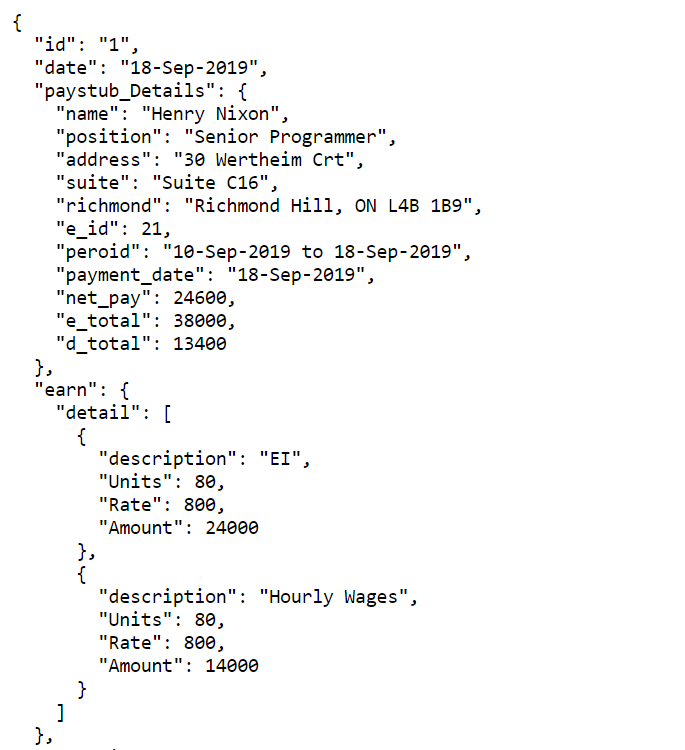 {
  "id": "1",
  "date": "18-Sep-2019",
  "paystub_Details": {
    "name": "Henry Nixon",
    "position": "Senior Programmer",
    "address": "30 Wertheim Crt",
    "suite": "Suite C16",
    "richmond": "Richmond Hill, ON L4B 1B9",
    "e_id": 21,
    "peroid": "10-Sep-2019 to 18-Sep-2019",
    "payment_date": "18-Sep-2019",
    "net_pay": 24600,
    "e_total": 38000,
    "d_total": 13400
  },
  "earn": {
    "detail": [
      {
        "description": "EI",
        "Units": 80,
        "Rate": 800,
        "Amount": 24000
      },
      {
        "description": "Hourly Wages",
        "Units": 80,
        "Rate": 800,
        "Amount": 14000
      }
    ]
  },